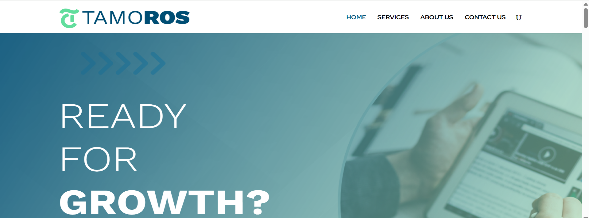 TAMOROS
HOME SERVICES ABOUT US CONTACT US
READY
FOR
GROWTH?